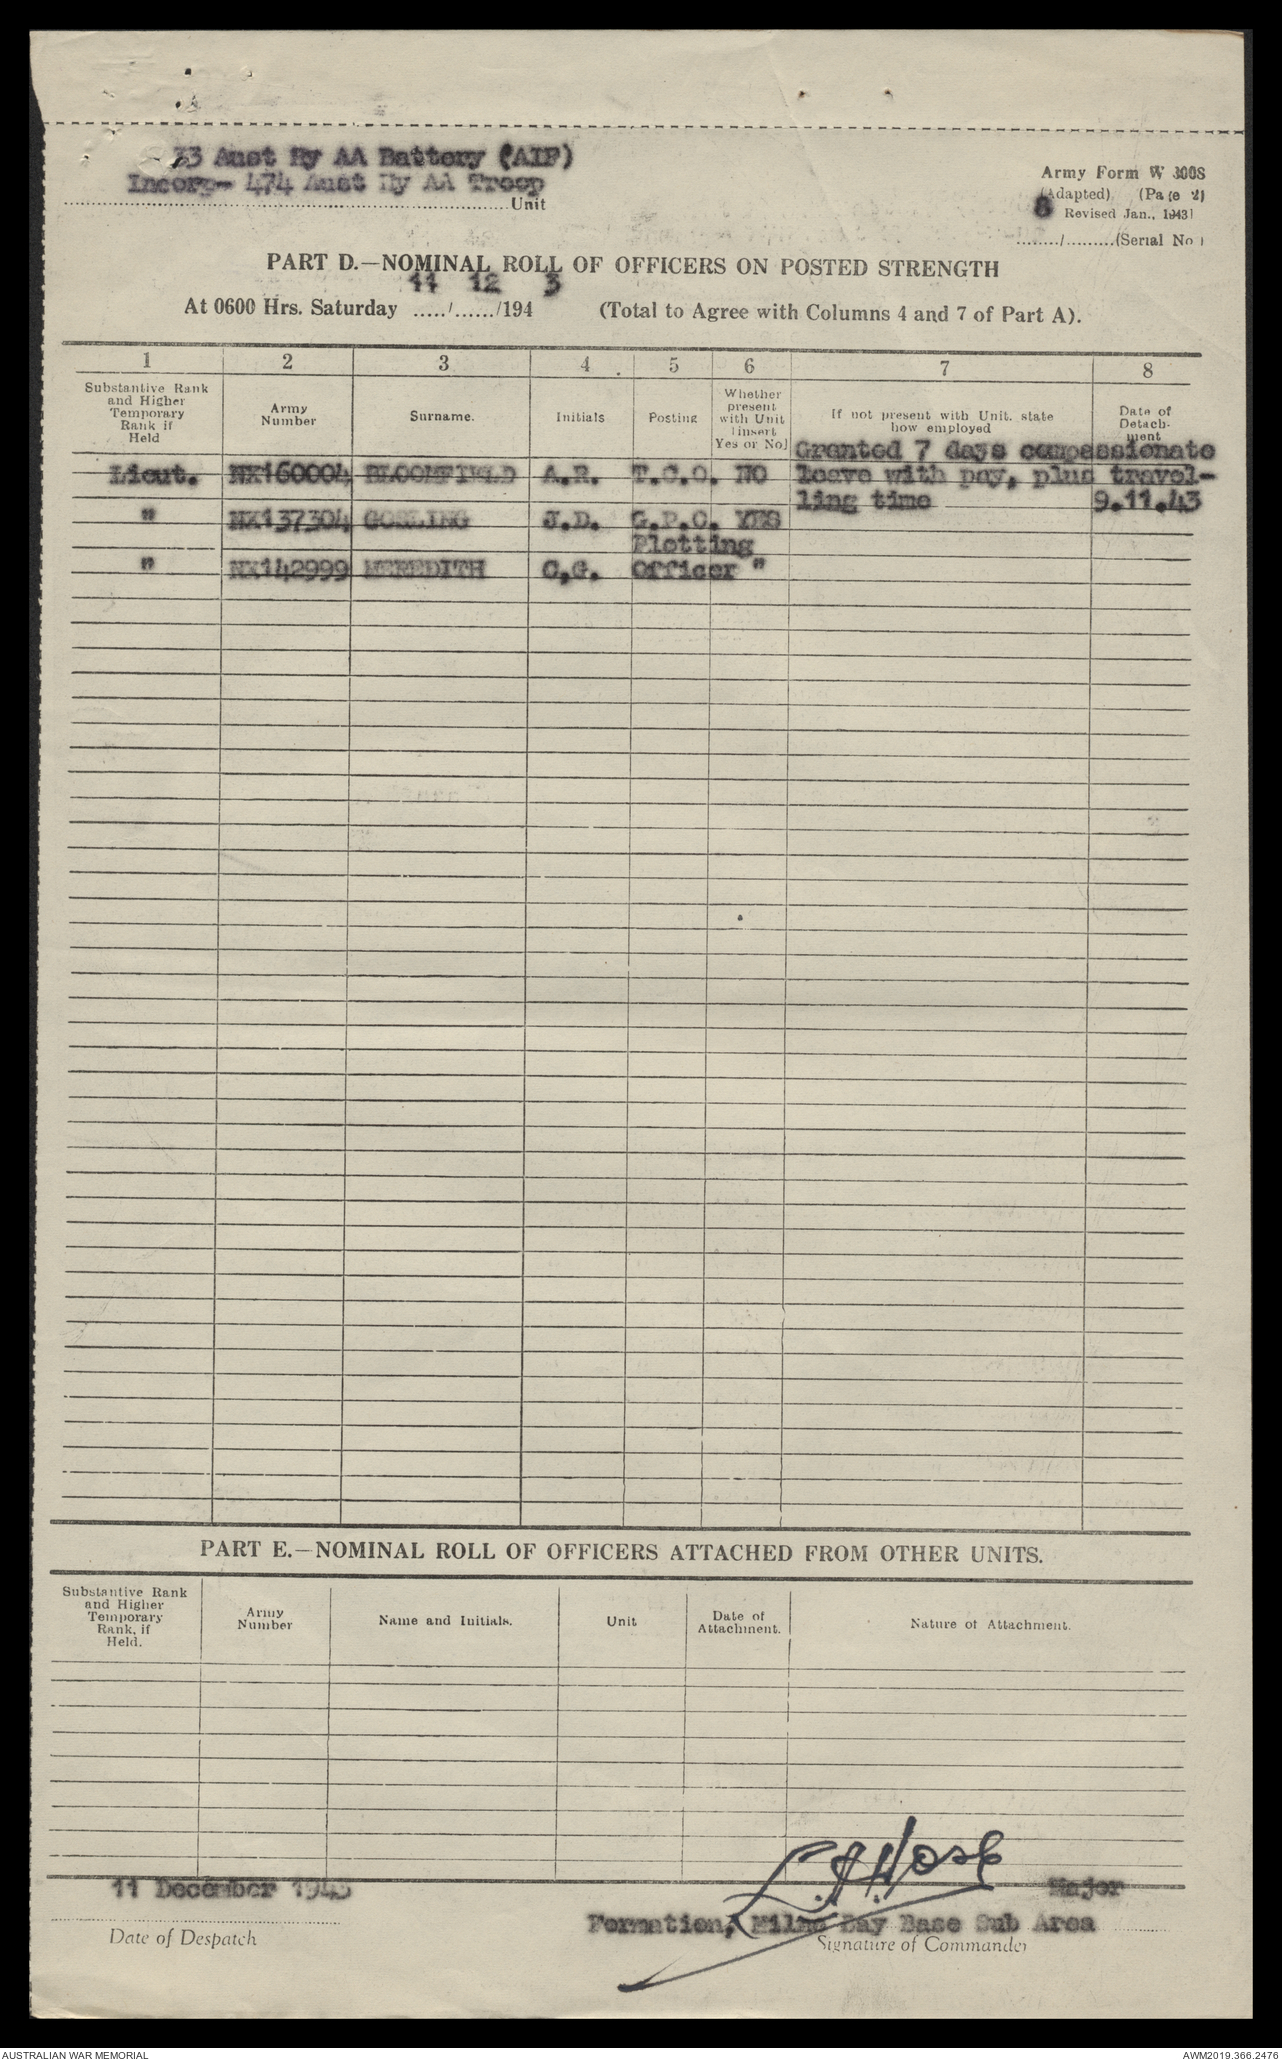 33 Aust Hy AA Battery (AIF)
Incorp- 474 Aust Hy AA Troop
Unit
Army Form W 3008
(Adapted) (Page 2)
8 Revised Jan., 1943)
......../.........(Serial No )
PART D.—NOMINAL ROLL OF OFFICERS ON POSTED STRENGTH
At 0600 Hrs. Saturday 11/12/1943 (Total to Agree with Columns 4 and 7 of Part A).
1 2 3 4 5 6 7 8
Substantive Rank and Higher Temporary Rank if Held
Army Number
Surname.
Initials
Posting
Whether present with Unit (insert Yes or No)
If not present with Unit. state how employed
Date of Detachment
Lieut. NX160004 BLOOMFIELD A.R. T.C.O. NO Granted 7 days compassionate leave with pay, plus travelling time 9.11.43
" NX137304 GOSLING J.D. G.P.O. YES
" NX142999 MEREDITH C.G. Plotting Officer "
PART E.—NOMINAL ROLL OF OFFICERS ATTACHED FROM OTHER UNITS.
Substantive Rank and Higher Temporary Rank, if Held.
Army Number
Name and Initials.
Unit
Date of Attachment.
Nature of Attachment.
11 December 1943
Date of Despatch
Major
Formation, Milne Bay Base Sub Area
Signature of Commander
AUSTRALIAN WAR MEMORIAL
AWM2019.366.2476